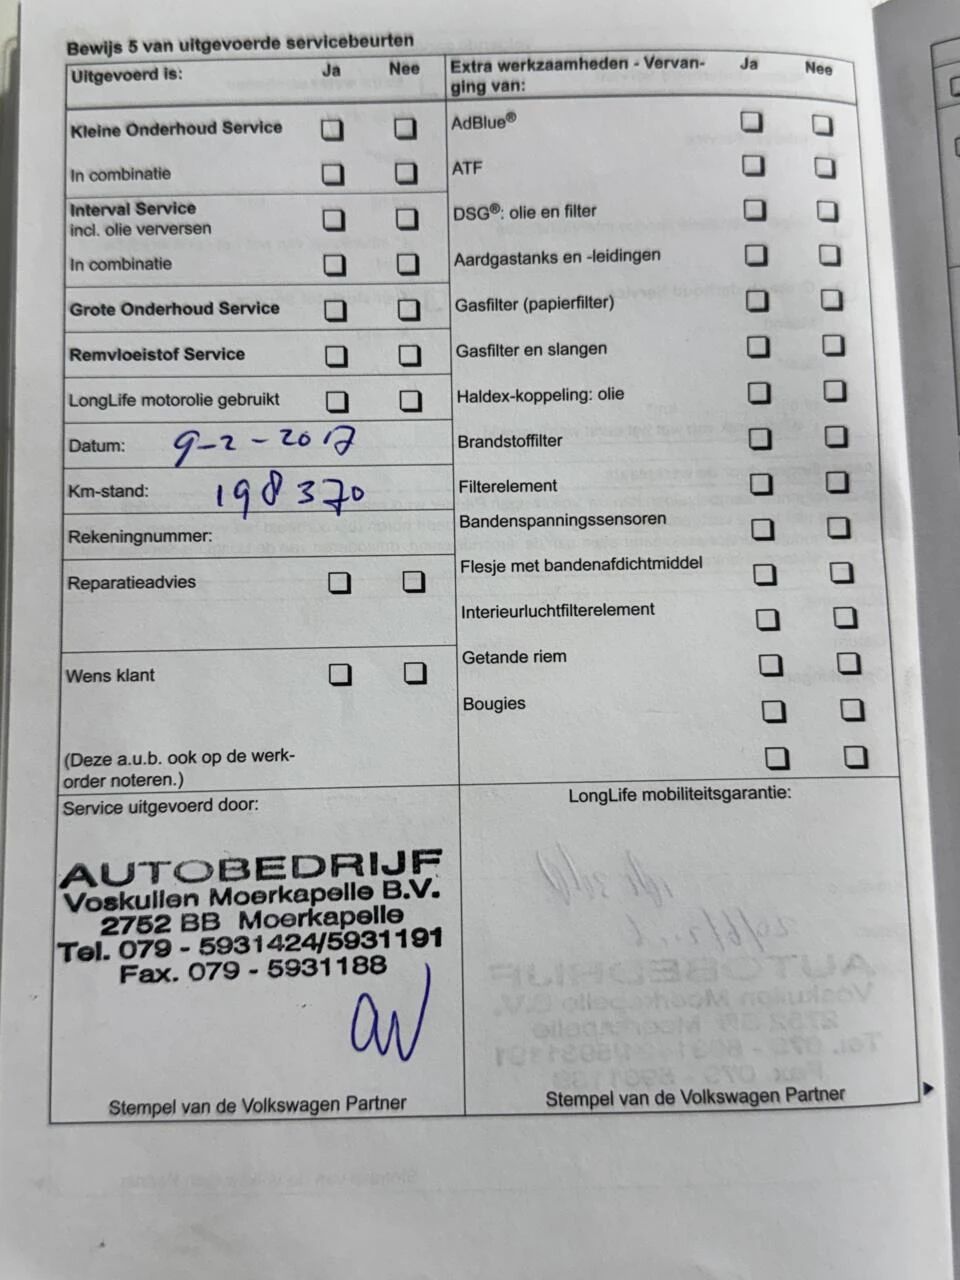 Bewijs 5 van uitgevoerde servicebeurten
Uitgevoerd is: Ja Nee
Kleine Onderhoud Service
In combinatie
Interval Service
incl. olie verversen
In combinatie
Grote Onderhoud Service
Remvloeistof Service
LongLife motorolie gebruikt
Datum: 9-2-2017
Km-stand: 198370
Rekeningnummer:
Reparatieadvies
Wens klant
(Deze a.u.b. ook op de werk-
order noteren.)
Extra werkzaamheden - Vervan-
ging van: Ja Nee
AdBlue®
ATF
DSG®: olie en filter
Aardgastanks en -leidingen
Gasfilter (papierfilter)
Gasfilter en slangen
Haldex-koppeling: olie
Brandstoffilter
Filterelement
Bandenspanningssensoren
Flesje met bandenafdichtmiddel
Interieurluchtfilterelement
Getande riem
Bougies
Service uitgevoerd door:
AUTOBEDRIJF
Voskuilen Moerkapelle B.V.
2752 BB Moerkapelle
Tel. 079 - 5931424/5931191
Fax. 079 - 5931188
Stempel van de Volkswagen Partner
LongLife mobiliteitsgarantie:
Stempel van de Volkswagen Partner